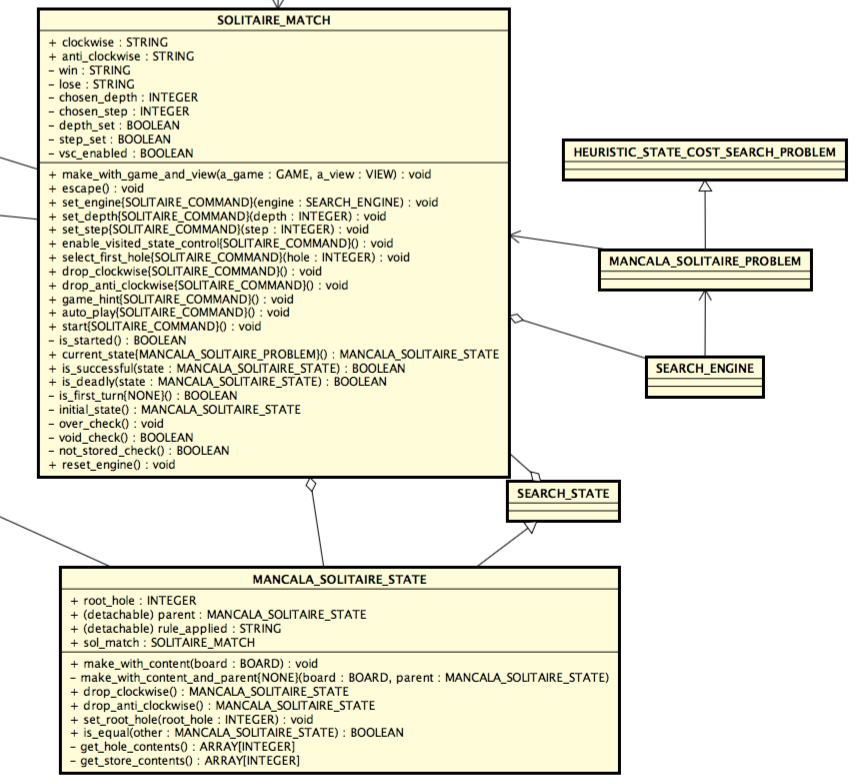 SOLITAIRE_MATCH
+ clockwise : STRING
+ anti_clockwise : STRING
– win : STRING
– lose : STRING
– chosen_depth : INTEGER
– chosen_step : INTEGER
– depth_set : BOOLEAN
– step_set : BOOLEAN
– vsc_enabled : BOOLEAN
+ make_with_game_and_view(a_game : GAME, a_view : VIEW) : void
+ escape() : void
+ set_engine{SOLITAIRE_COMMAND}(engine : SEARCH_ENGINE) : void
+ set_depth{SOLITAIRE_COMMAND}(depth : INTEGER) : void
+ set_step{SOLITAIRE_COMMAND}(step : INTEGER) : void
+ enable_visited_state_control{SOLITAIRE_COMMAND}() : void
+ select_first_hole{SOLITAIRE_COMMAND}(hole : INTEGER) : void
+ drop_clockwise{SOLITAIRE_COMMAND}() : void
+ drop_anti_clockwise{SOLITAIRE_COMMAND}() : void
+ game_hint{SOLITAIRE_COMMAND}() : void
+ auto_play{SOLITAIRE_COMMAND}() : void
+ start{SOLITAIRE_COMMAND}() : void
– is_started() : BOOLEAN
+ current_state{MANCALA_SOLITAIRE_PROBLEM}() : MANCALA_SOLITAIRE_STATE
+ is_successful(state : MANCALA_SOLITAIRE_STATE) : BOOLEAN
+ is_deadly(state : MANCALA_SOLITAIRE_STATE) : BOOLEAN
– is_first_turn{NONE}() : BOOLEAN
– initial_state() : MANCALA_SOLITAIRE_STATE
– over_check() : void
– void_check() : BOOLEAN
– not_stored_check() : BOOLEAN
+ reset_engine() : void
HEURISTIC_STATE_COST_SEARCH_PROBLEM
MANCALA_SOLITAIRE_PROBLEM
SEARCH_ENGINE
SEARCH_STATE
MANCALA_SOLITAIRE_STATE
+ root_hole : INTEGER
+ (detachable) parent : MANCALA_SOLITAIRE_STATE
+ (detachable) rule_applied : STRING
+ sol_match : SOLITAIRE_MATCH
+ make_with_content(board : BOARD) : void
– make_with_content_and_parent{NONE}(board : BOARD, parent : MANCALA_SOLITAIRE_STATE)
+ drop_clockwise() : MANCALA_SOLITAIRE_STATE
+ drop_anti_clockwise() : MANCALA_SOLITAIRE_STATE
+ set_root_hole(root_hole : INTEGER) : void
+ is_equal(other : MANCALA_SOLITAIRE_STATE) : BOOLEAN
– get_hole_contents() : ARRAY[INTEGER]
– get_store_contents() : ARRAY[INTEGER]